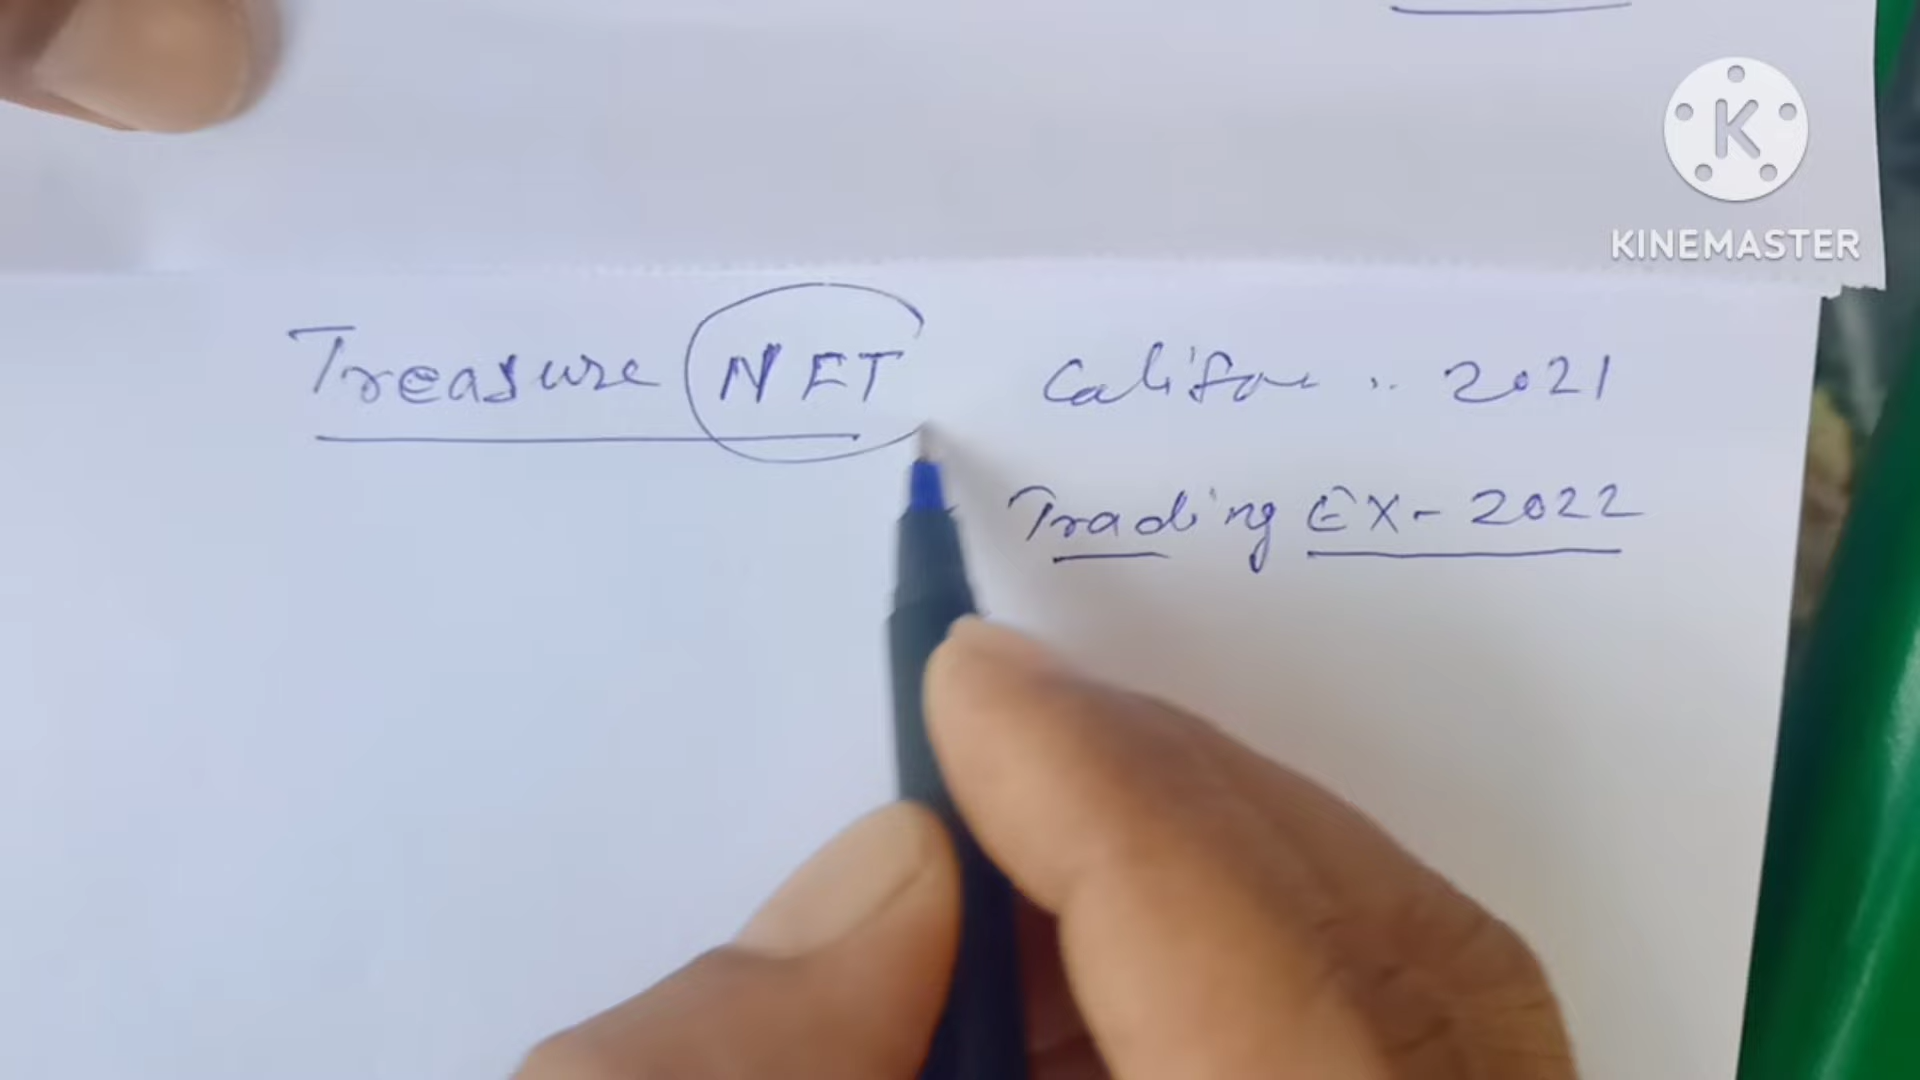 K
KINEMASTER
Treasure NFT Califor .. 2021
Trading EX- 2022